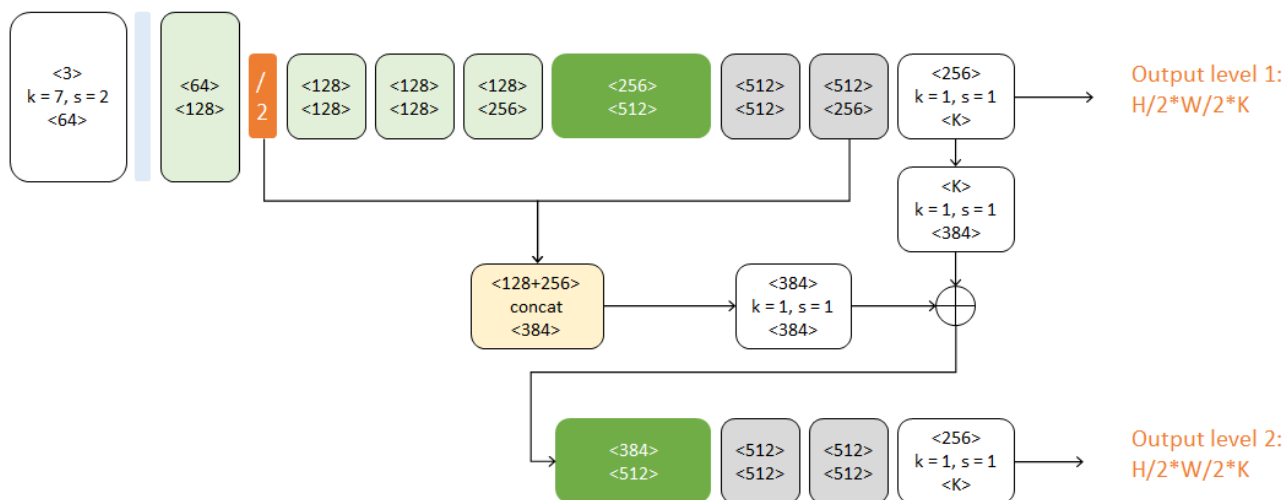 <3>
k = 7, s = 2
<64>
<64>
<128>
/
2
<128>
<128>
<128>
<128>
<128>
<256>
<256>
<512>
<512>
<512>
<512>
<256>
<256>
k = 1, s = 1
<K>
Output level 1:
H/2*W/2*K
<K>
k = 1, s = 1
<384>
<128+256>
concat
<384>
<384>
k = 1, s = 1
<384>
<384>
<512>
<512>
<512>
<512>
<512>
<256>
k = 1, s = 1
<K>
Output level 2:
H/2*W/2*K